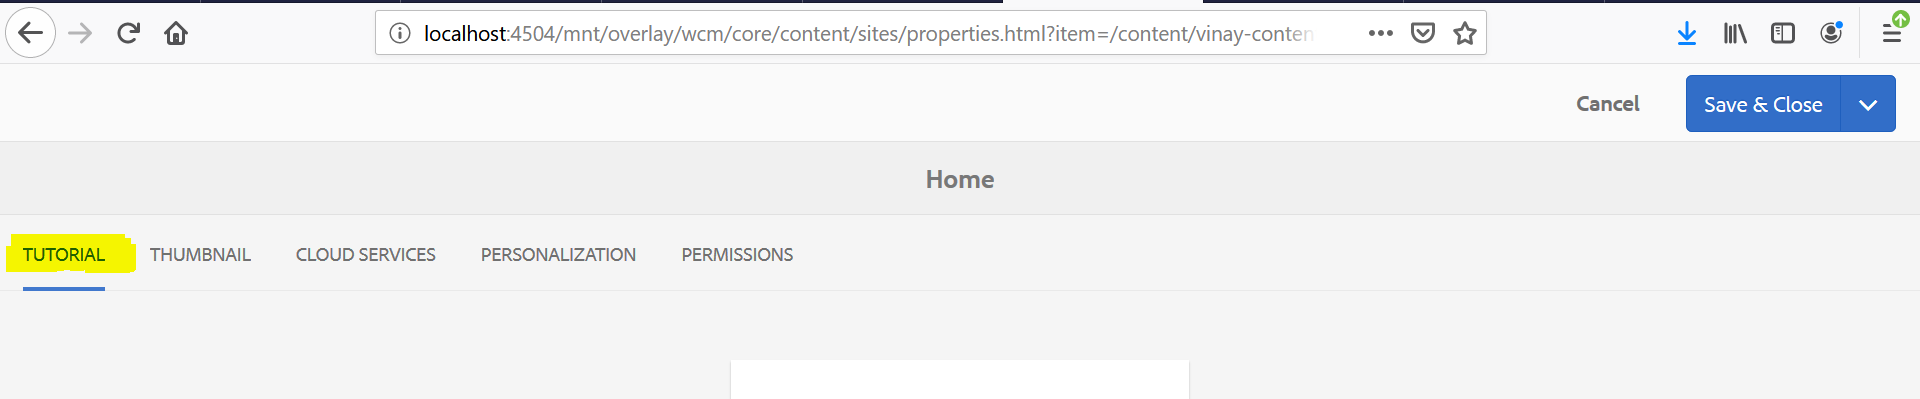 localhost:4504/mnt/overlay/wcm/core/content/sites/properties.html?item=/content/vinay-conten
Cancel
Save & Close
Home
TUTORIAL THUMBNAIL CLOUD SERVICES PERSONALIZATION PERMISSIONS